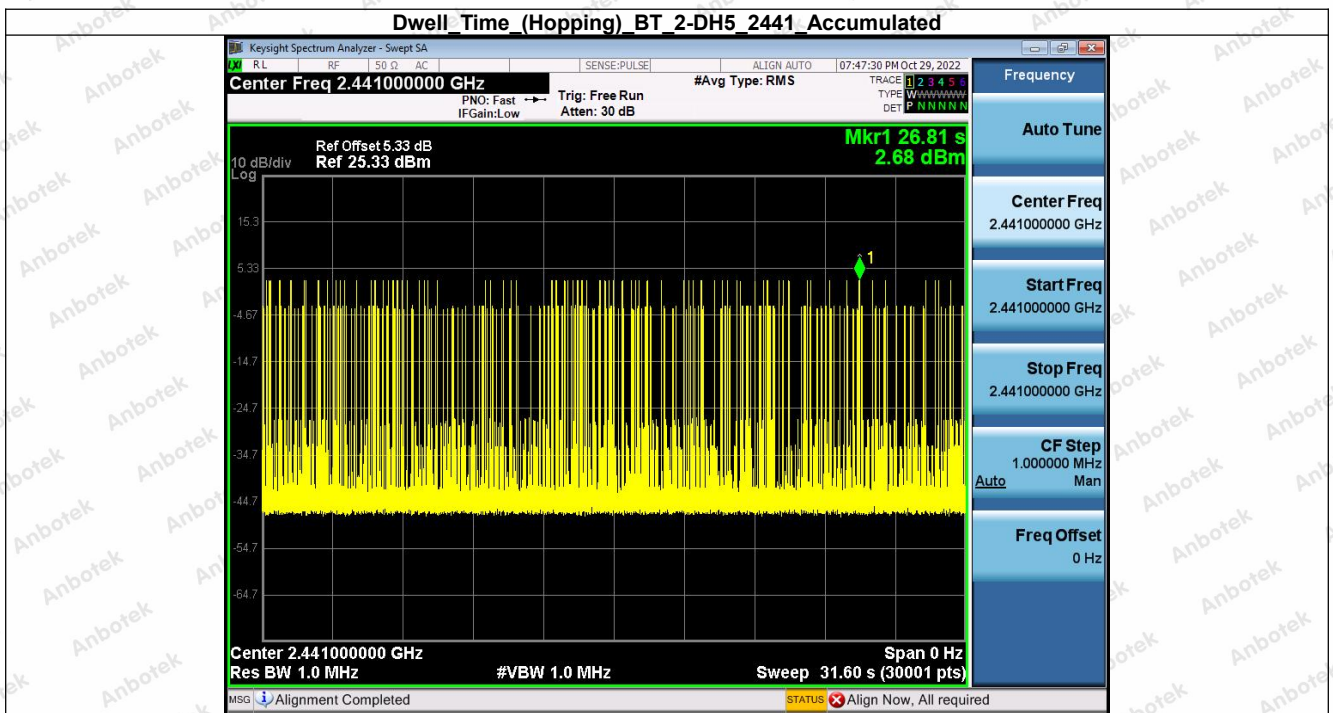 Dwell_Time_(Hopping)_BT_2-DH5_2441_Accumulated
Keysight Spectrum Analyzer - Swept SA
RL RF 50 Ω AC SENSE:PULSE ALIGN AUTO 07:47:30 PM Oct 29, 2022
Center Freq 2.441000000 GHz
PNO: Fast
IFGain:Low
Trig: Free Run
Atten: 30 dB
#Avg Type: RMS
TRACE 1 2 3 4 5 6
TYPE WWWWWW
DET P N N N N N
Mkr1 26.81 s
2.68 dBm
Ref Offset 5.33 dB
10 dB/div Ref 25.33 dBm
Log
15.3
5.33
-4.67
-14.7
-24.7
-34.7
-44.7
-54.7
-64.7
1
Center 2.441000000 GHz Span 0 Hz
Res BW 1.0 MHz #VBW 1.0 MHz Sweep 31.60 s (30001 pts)
MSG Alignment Completed STATUS Align Now, All required
Frequency
Auto Tune
Center Freq
2.441000000 GHz
Start Freq
2.441000000 GHz
Stop Freq
2.441000000 GHz
CF Step
1.000000 MHz
Auto Man
Freq Offset
0 Hz
Anbotek